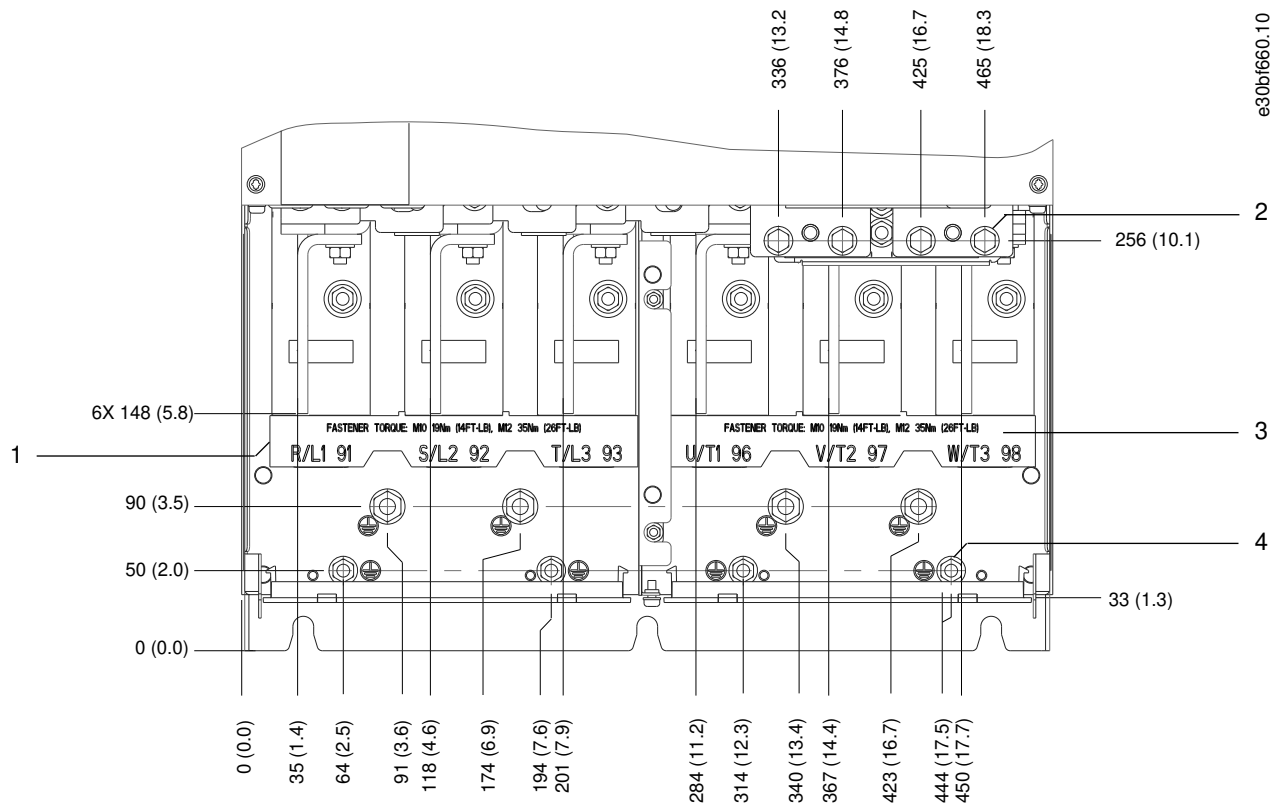 336 (13.2
376 (14.8
425 (16.7
465 (18.3
e30bf660.10
2
256 (10.1)
6X 148 (5.8)
FASTENER TORQUE: M10 19Nm (14FT-LB), M12 35Nm (26FT-LB)
FASTENER TORQUE: M10 19Nm (14FT-LB), M12 35Nm (26FT-LB)
3
1
R/L1 91
S/L2 92
T/L3 93
U/T1 96
V/T2 97
W/T3 98
90 (3.5)
4
50 (2.0)
33 (1.3)
0 (0.0)
0 (0.0)
35 (1.4)
64 (2.5)
91 (3.6)
118 (4.6)
174 (6.9)
194 (7.6)
201 (7.9)
284 (11.2)
314 (12.3)
340 (13.4)
367 (14.4)
423 (16.7)
444 (17.5)
450 (17.7)